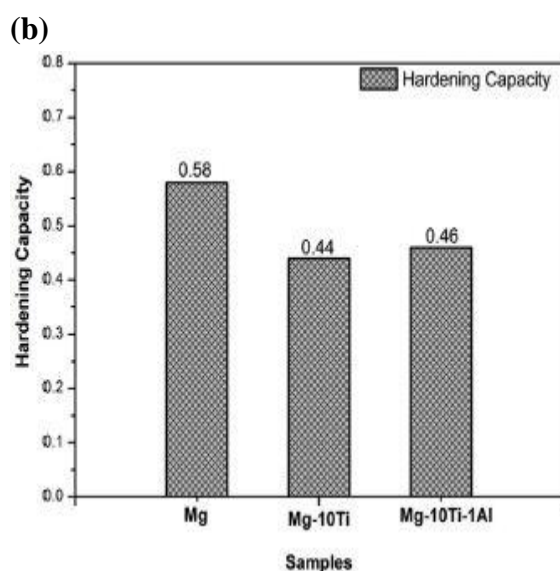 (b)
Hardening Capacity
0.8
0.7
0.6
0.5
0.4
0.3
0.2
0.1
0.0
Hardening Capacity
0.58
0.44
0.46
Mg
Mg-10Ti
Mg-10Ti-1Al
Samples